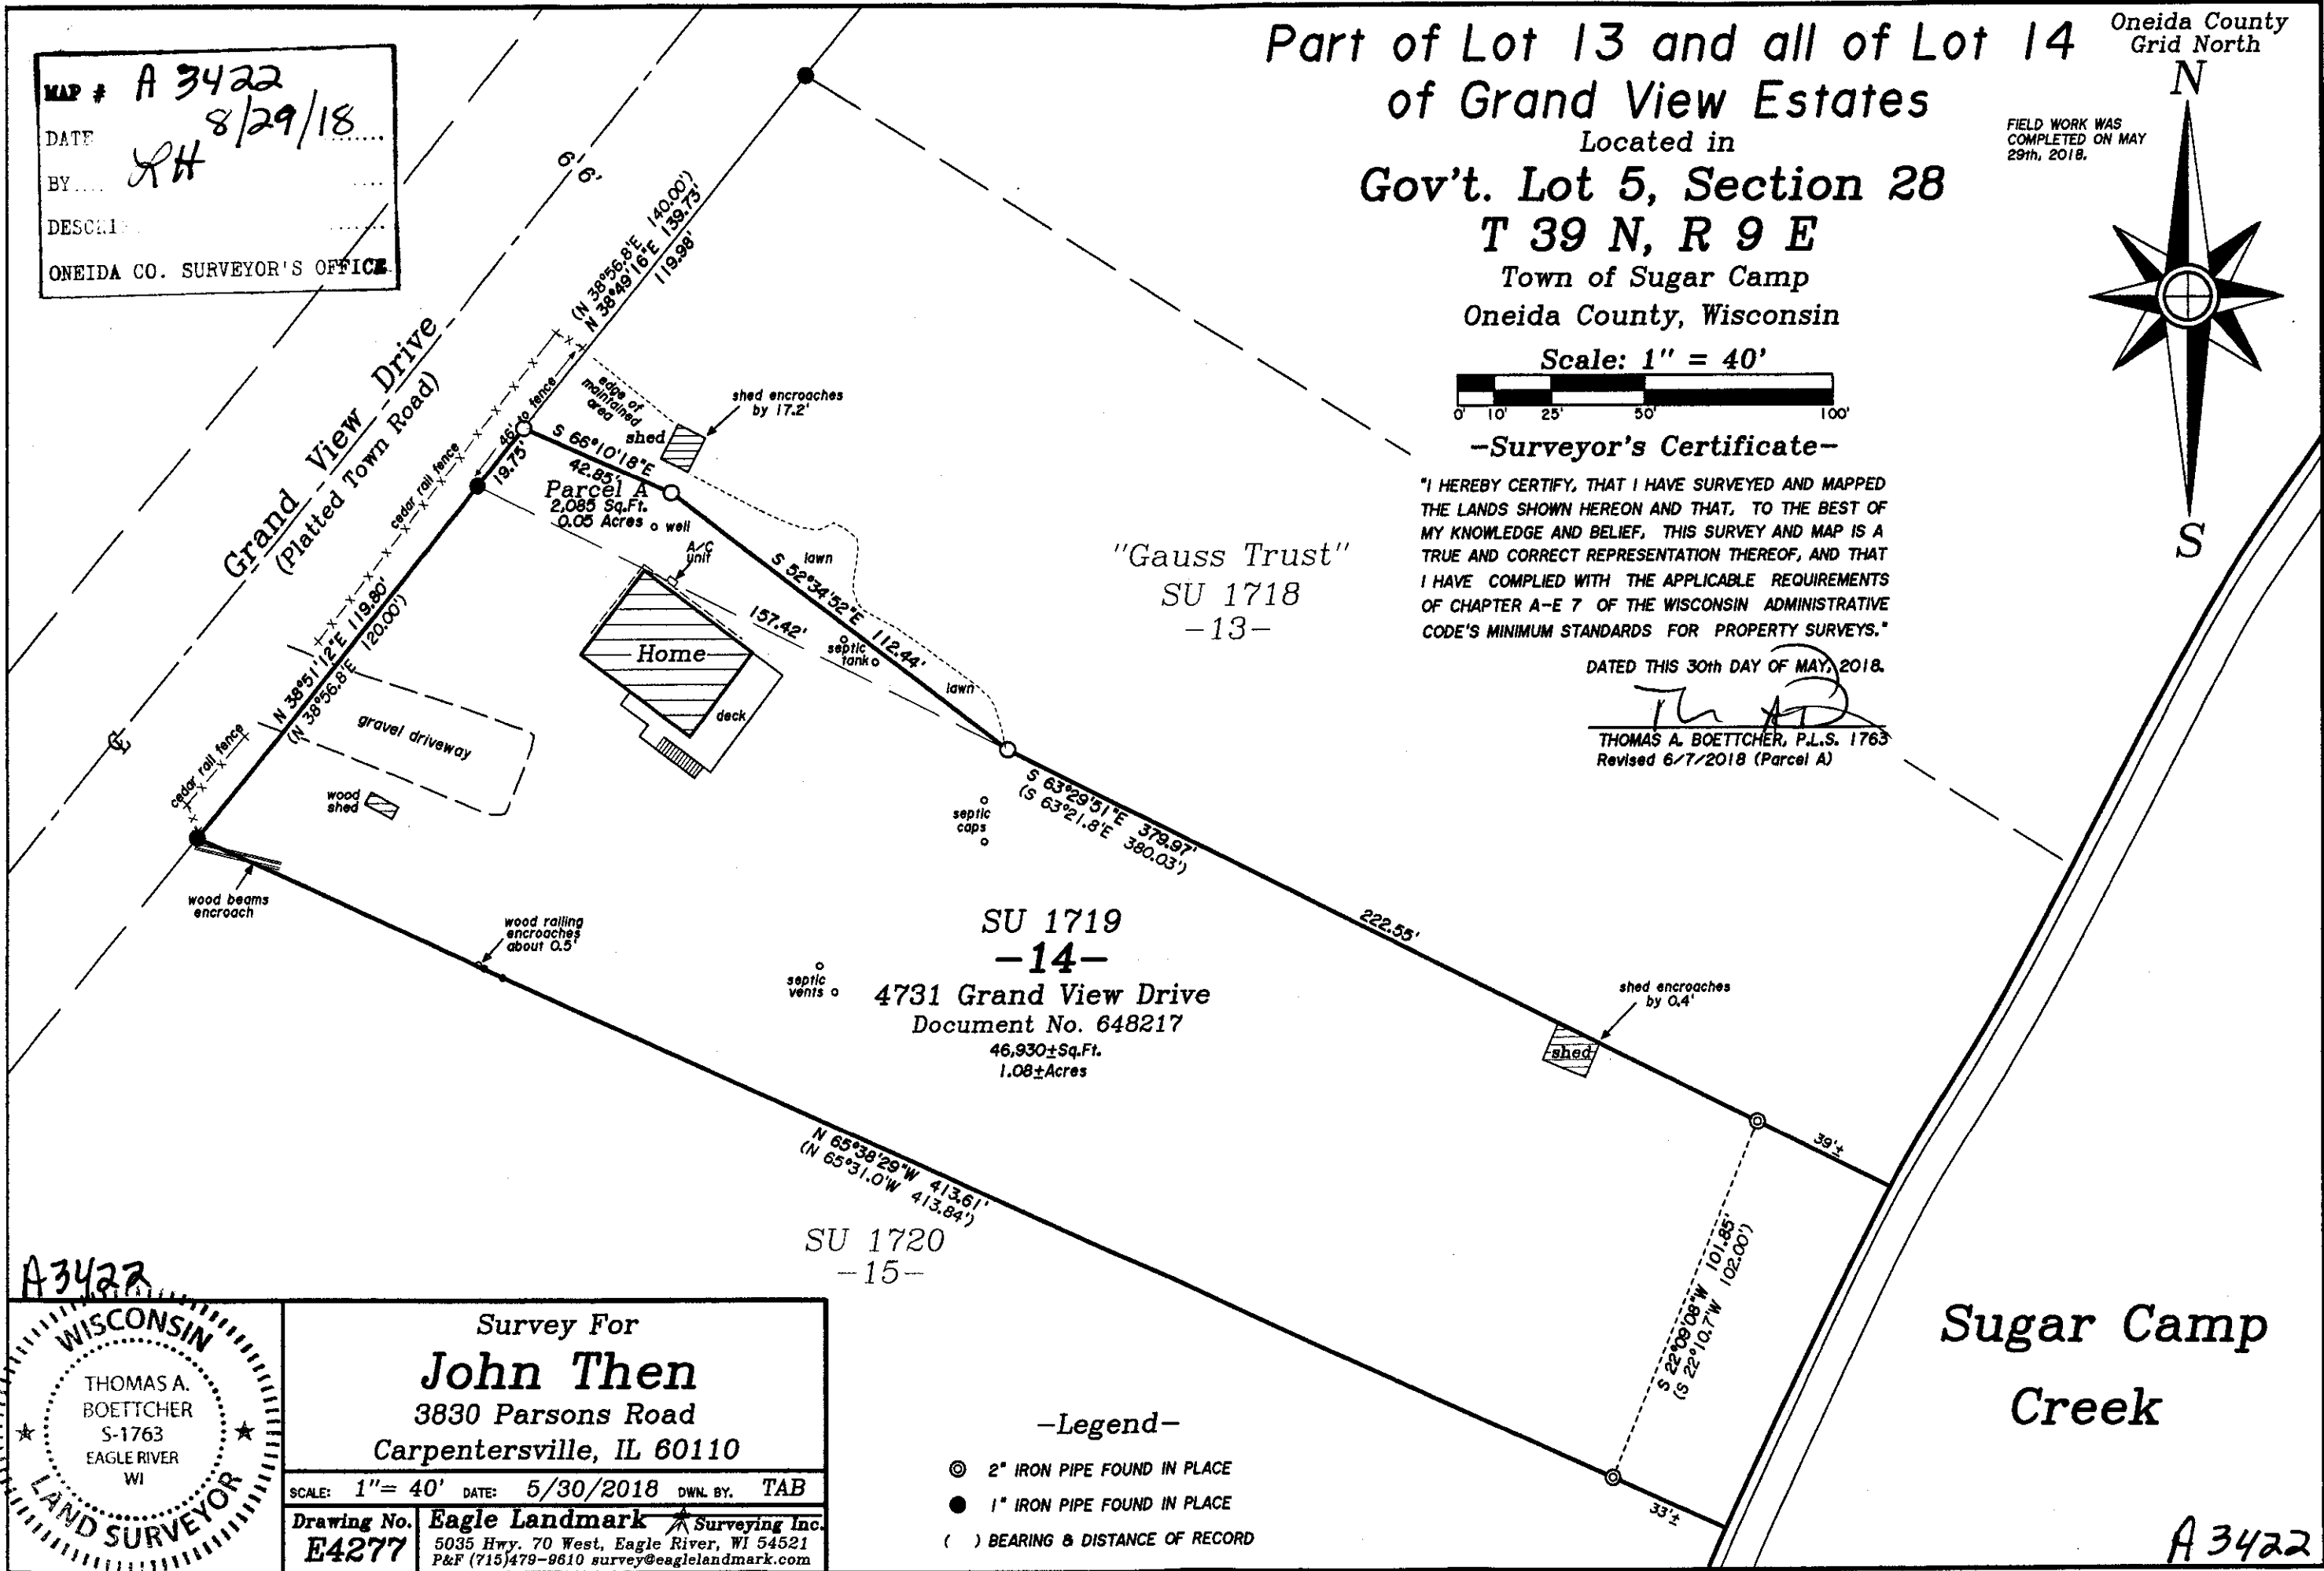 MAP # A 3422
DATE 8/29/18
BY.... LH
ONEIDA CO. SURVEYOR'S OFFICE
Part of Lot 13 and all of Lot 14
of Grand View Estates
Located in
Gov't. Lot 5, Section 28
T 39 N, R 9 E
Town of Sugar Camp
Oneida County, Wisconsin
Scale: 1" = 40'
0' 10' 25' 50' 100'
Oneida County
Grid North
N
S
FIELD WORK WAS
COMPLETED ON MAY
29th, 2018.
-Surveyor's Certificate-
"I HEREBY CERTIFY, THAT I HAVE SURVEYED AND MAPPED
THE LANDS SHOWN HEREON AND THAT, TO THE BEST OF
MY KNOWLEDGE AND BELIEF, THIS SURVEY AND MAP IS A
TRUE AND CORRECT REPRESENTATION THEREOF, AND THAT
I HAVE COMPLIED WITH THE APPLICABLE REQUIREMENTS
OF CHAPTER A-E 7 OF THE WISCONSIN ADMINISTRATIVE
CODE'S MINIMUM STANDARDS FOR PROPERTY SURVEYS."
DATED THIS 30th DAY OF MAY, 2018.
THOMAS A. BOETTCHER, P.L.S. 1763
Revised 6/7/2018 (Parcel A)
6'6'
(N 38°56.8'E 140.00')
N 38°49'16"E 139.73'
119.98'
Grand View Drive
(Platted Town Road)
cedar rail fence
46' to fence
19.75'
edge of
maintained
area
shed encroaches
by 17.2'
shed
S 66°10'18"E
42.85'
Parcel A
2,085 Sq.Ft.
0.05 Acres
well
A/C
unit
lawn
S 52°34'52"E 112.44'
157.42'
septic
tank
lawn
Home
deck
"Gauss Trust"
SU 1718
-13-
N 38°51'12"E 119.80'
(N 38°56.8'E 120.00')
gravel driveway
cedar rail fence
wood
shed
wood beams
encroach
wood railing
encroaches
about 0.5'
septic
caps
septic
vents
S 63°29'51"E 379.97'
(S 63°21.8'E 380.03')
222.55'
SU 1719
-14-
4731 Grand View Drive
Document No. 648217
46,930±Sq.Ft.
1.08±Acres
shed encroaches
by 0.4'
shed
39'±
N 65°38'29"W 413.61'
(N 65°31.0'W 413.84')
SU 1720
-15-
S 22°09'08"W 101.85'
(S 22°10.7'W 102.00')
33'±
Sugar Camp
Creek
A3422
WISCONSIN
THOMAS A.
BOETTCHER
S-1763
EAGLE RIVER
WI
LAND SURVEYOR
Survey For
John Then
3830 Parsons Road
Carpentersville, IL 60110
SCALE: 1"= 40' DATE: 5/30/2018 DWN. BY. TAB
Drawing No.
E4277
Eagle Landmark Surveying Inc.
5035 Hwy. 70 West, Eagle River, WI 54521
P&F (715)479-9610 survey@eaglelandmark.com
-Legend-
2" IRON PIPE FOUND IN PLACE
1" IRON PIPE FOUND IN PLACE
( ) BEARING & DISTANCE OF RECORD
A 3422